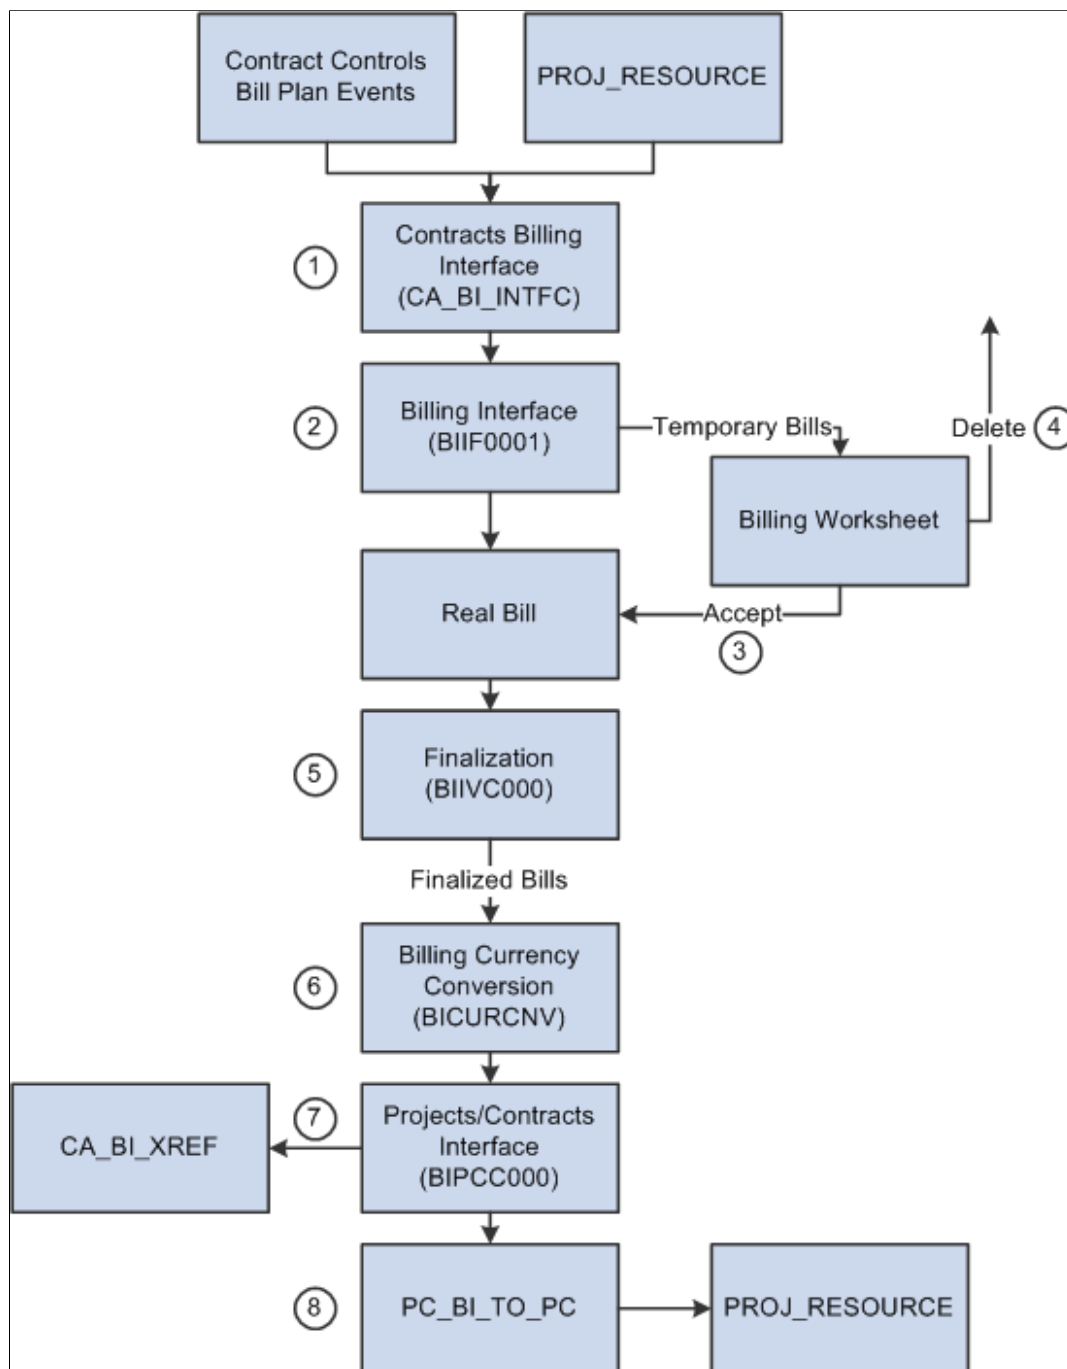 Contract Controls
Bill Plan Events
PROJ_RESOURCE
1
Contracts Billing
Interface
(CA_BI_INTFC)
2
Billing Interface
(BIIF0001)
Temporary Bills
Delete
4
Billing Worksheet
Real Bill
Accept
3
5
Finalization
(BIIVC000)
Finalized Bills
6
Billing Currency
Conversion
(BICURCNV)
CA_BI_XREF
7
Projects/Contracts
Interface
(BIPCC000)
8
PC_BI_TO_PC
PROJ_RESOURCE